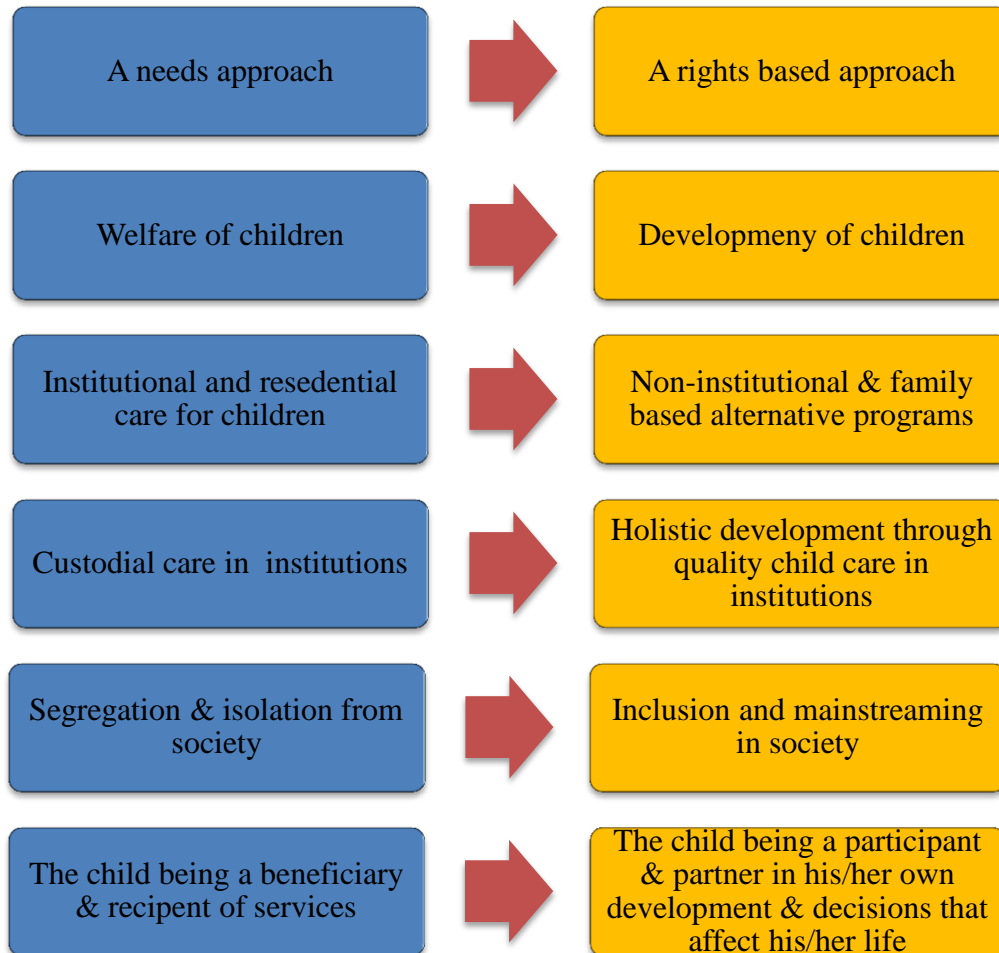 A needs approach
A rights based approach
Welfare of children
Developmeny of children
Institutional and resedential
care for children
Non-institutional & family
based alternative programs
Custodial care in  institutions
Holistic development through
quality child care in
institutions
Segregation & isolation from
society
Inclusion and mainstreaming
in society
The child being a beneficiary
& recipent of services
The child being a participant
& partner in his/her own
development & decisions that
affect his/her life